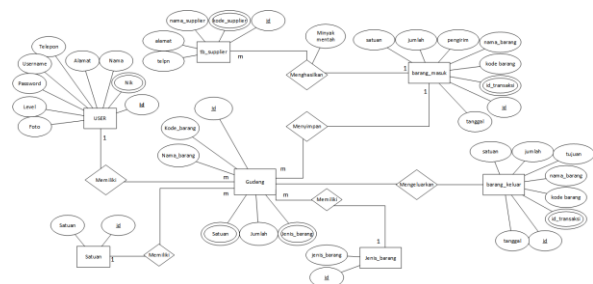 nama_supplier
kode_supplier
id
alamat
telpn
tb_supplier
m
Minyak
mentah
Menghasilkan
1
satuan
jumlah
pengirim
nama_barang
kode barang
id_transaksi
id
tanggal
barang_masuk
1
Telepon
Username
Password
Level
Foto
Alamat
Nama
Nik
Id
USER
1
Memiliki
m
Menyimpan
m
id
Kode_barang
Nama_barang
Gudang
Satuan
Jumlah
Jenis_barang
m
m
Memiliki
1
Jenis_barang
jenis_barang
id
Mengeluarkan
satuan
jumlah
tujuan
nama_barang
kode barang
id_transaksi
id
tanggal
barang_keluar
Satuan
id
Satuan
1
Memiliki